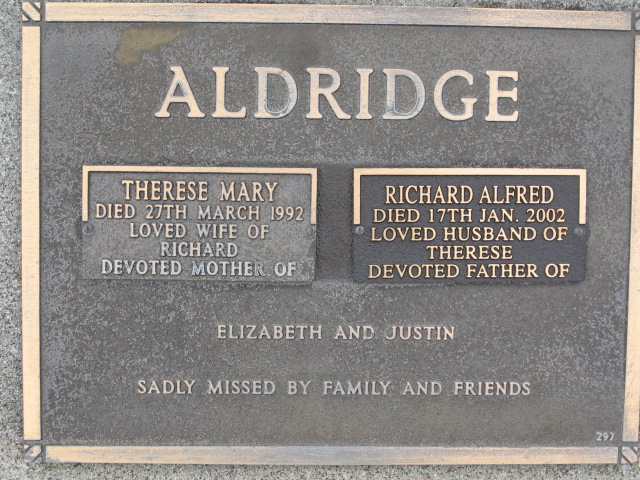 ALDRIDGE
THERESE MARY
DIED 27TH MARCH 1992
LOVED WIFE OF
RICHARD
DEVOTED MOTHER OF
RICHARD ALFRED
DIED 17TH JAN. 2002
LOVED HUSBAND OF
THERESE
DEVOTED FATHER OF
ELIZABETH AND JUSTIN
SADLY MISSED BY FAMILY AND FRIENDS
297